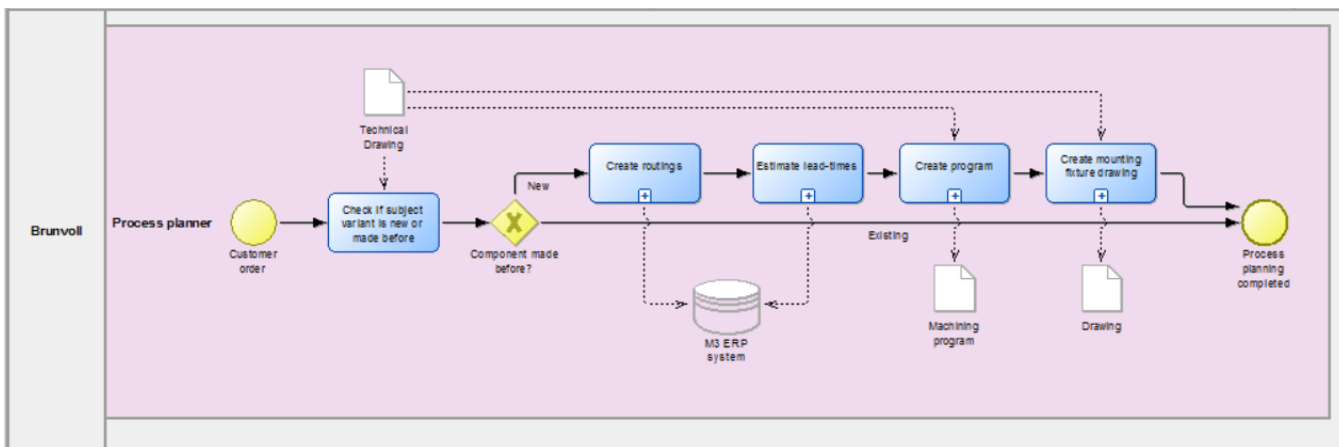 Technical
Drawing
Create routings
Estimate lead-times
Create program
Create mounting
fixture drawing
New
Brunvoll
Process planner
Check if subject
variant is new or
made before
Existing
Customer
order
Component made
before?
Process
planning
completed
M3 ERP
system
Machining
program
Drawing